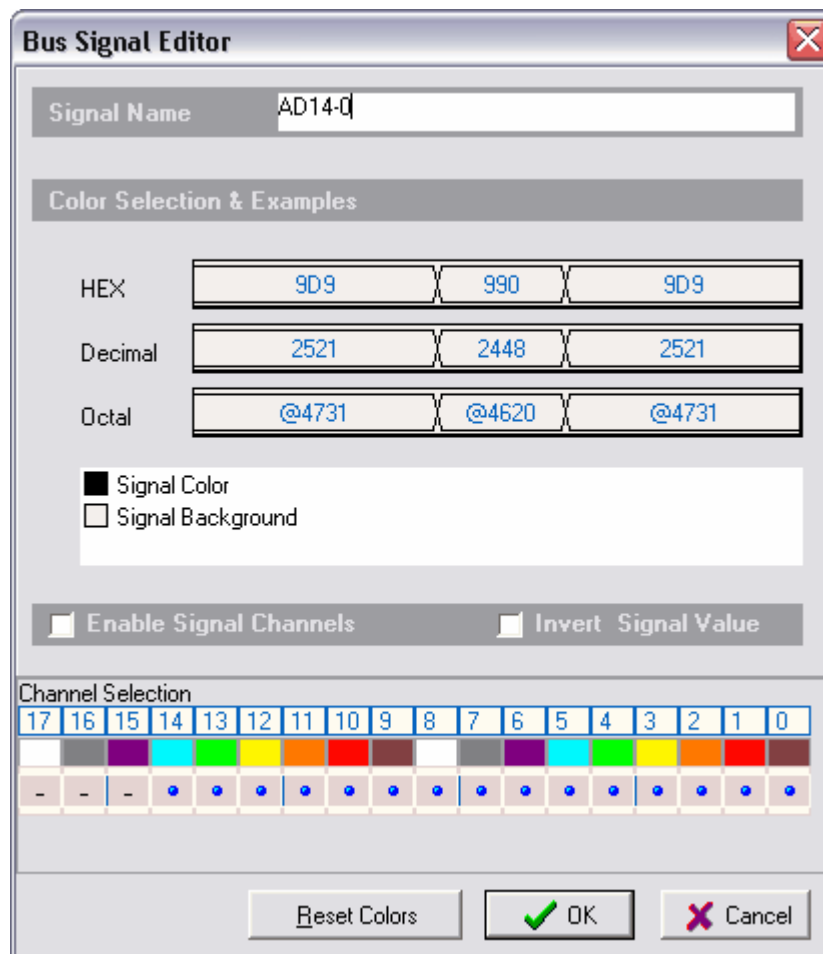 Bus Signal Editor
Signal Name AD14-0
Color Selection & Examples
HEX 9D9 990 9D9
Decimal 2521 2448 2521
Octal @4731 @4620 @4731
Signal Color
Signal Background
Enable Signal Channels Invert Signal Value
Channel Selection
17 16 15 14 13 12 11 10 9 8 7 6 5 4 3 2 1 0
- - -
Reset Colors OK Cancel